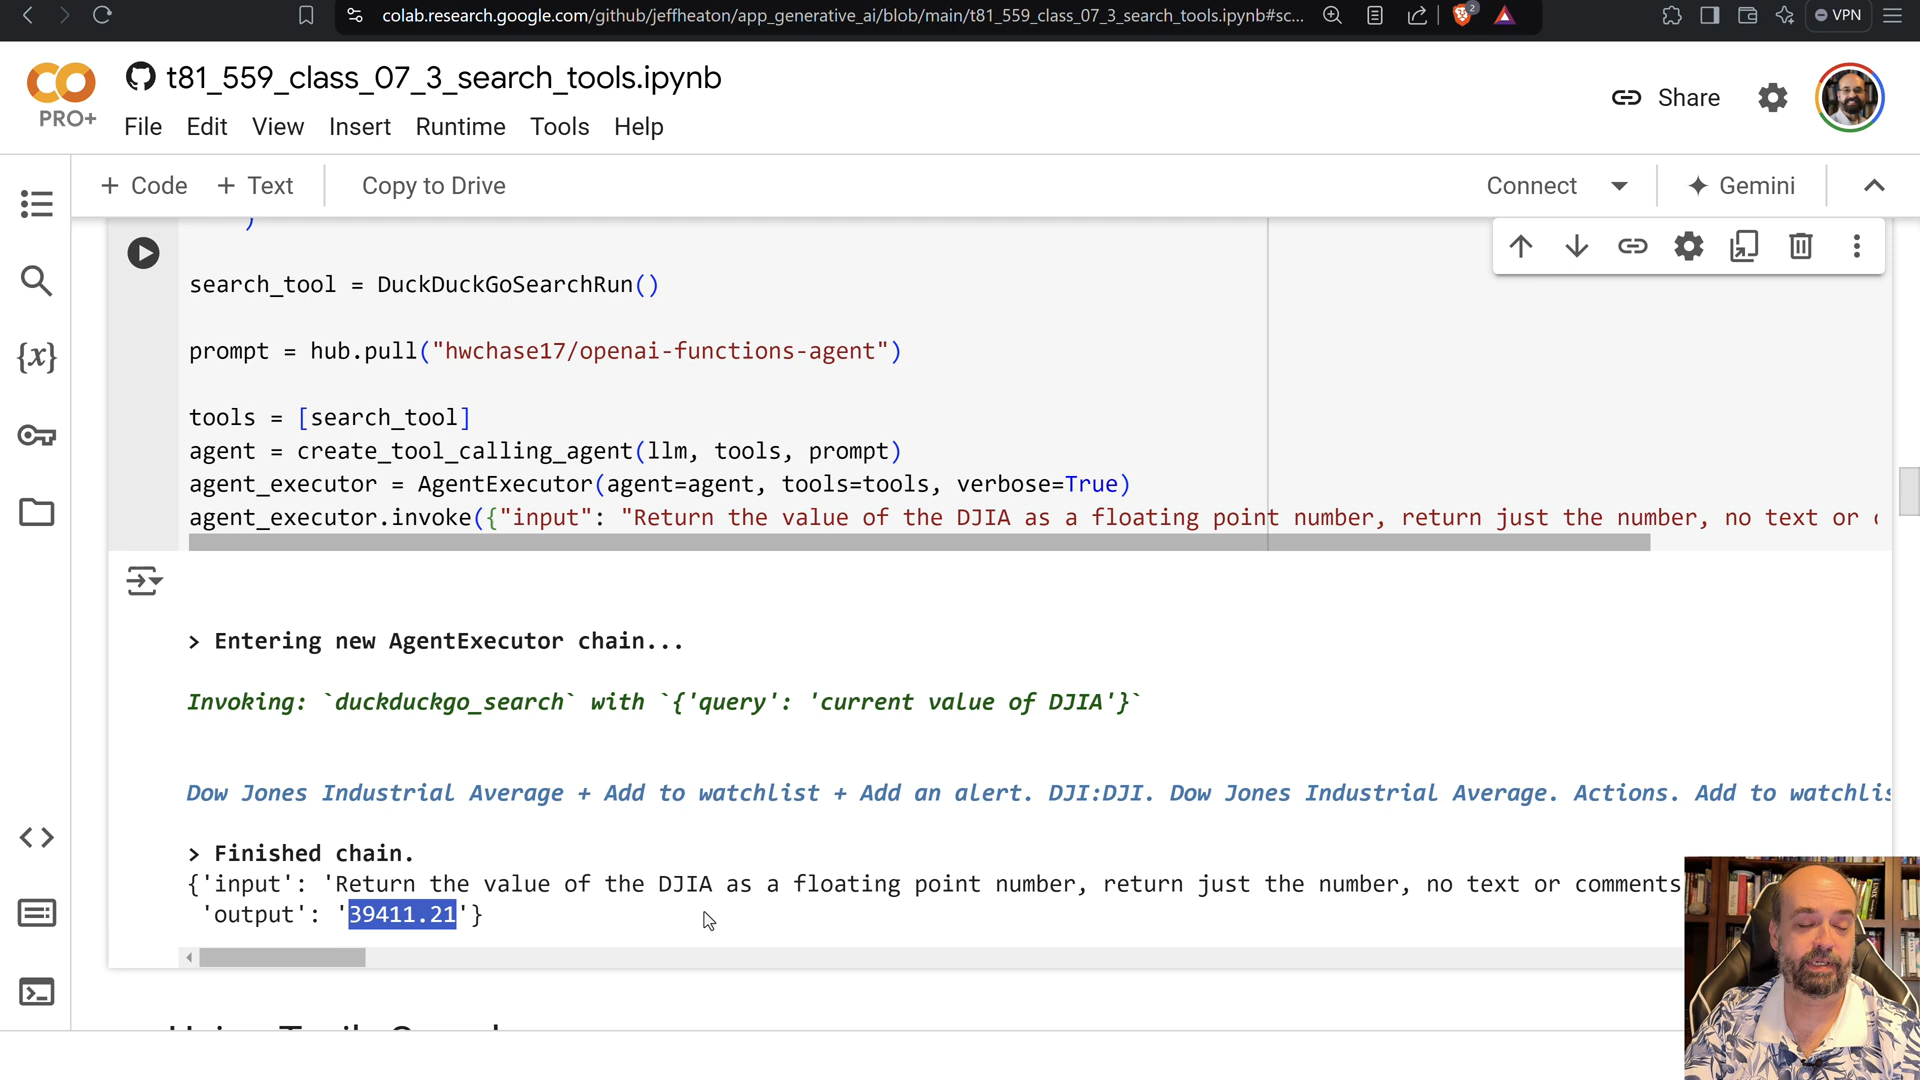 colab.research.google.com/github/jeffheaton/app_generative_ai/blob/main/t81_559_class_07_3_search_tools.ipynb#sc...
2
VPN
PRO+
t81_559_class_07_3_search_tools.ipynb
Share
File Edit View Insert Runtime Tools Help
+ Code + Text Copy to Drive Connect Gemini
)
search_tool = DuckDuckGoSearchRun()
prompt = hub.pull("hwchase17/openai-functions-agent")
tools = [search_tool]
agent = create_tool_calling_agent(llm, tools, prompt)
agent_executor = AgentExecutor(agent=agent, tools=tools, verbose=True)
agent_executor.invoke({"input": "Return the value of the DJIA as a floating point number, return just the number, no text or
> Entering new AgentExecutor chain...
Invoking: `duckduckgo_search` with `{'query': 'current value of DJIA'}`
Dow Jones Industrial Average + Add to watchlist + Add an alert. DJI:DJI. Dow Jones Industrial Average. Actions. Add to watchlis
> Finished chain.
{'input': 'Return the value of the DJIA as a floating point number, return just the number, no text or comments
'output': '39411.21'}